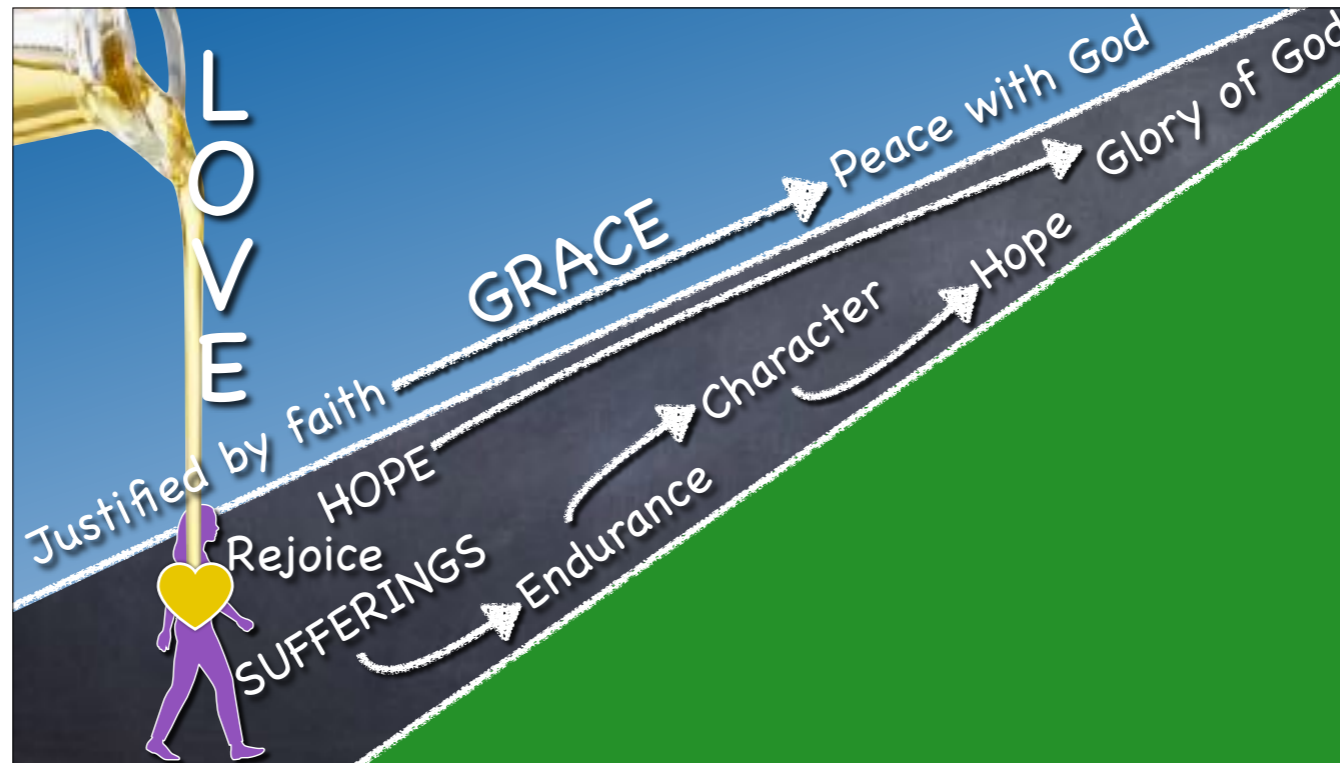 LOVE
GRACE
Peace with God
Glory of God
Justified by faith
HOPE
Hope
Character
Rejoice
Endurance
SUFFERINGS